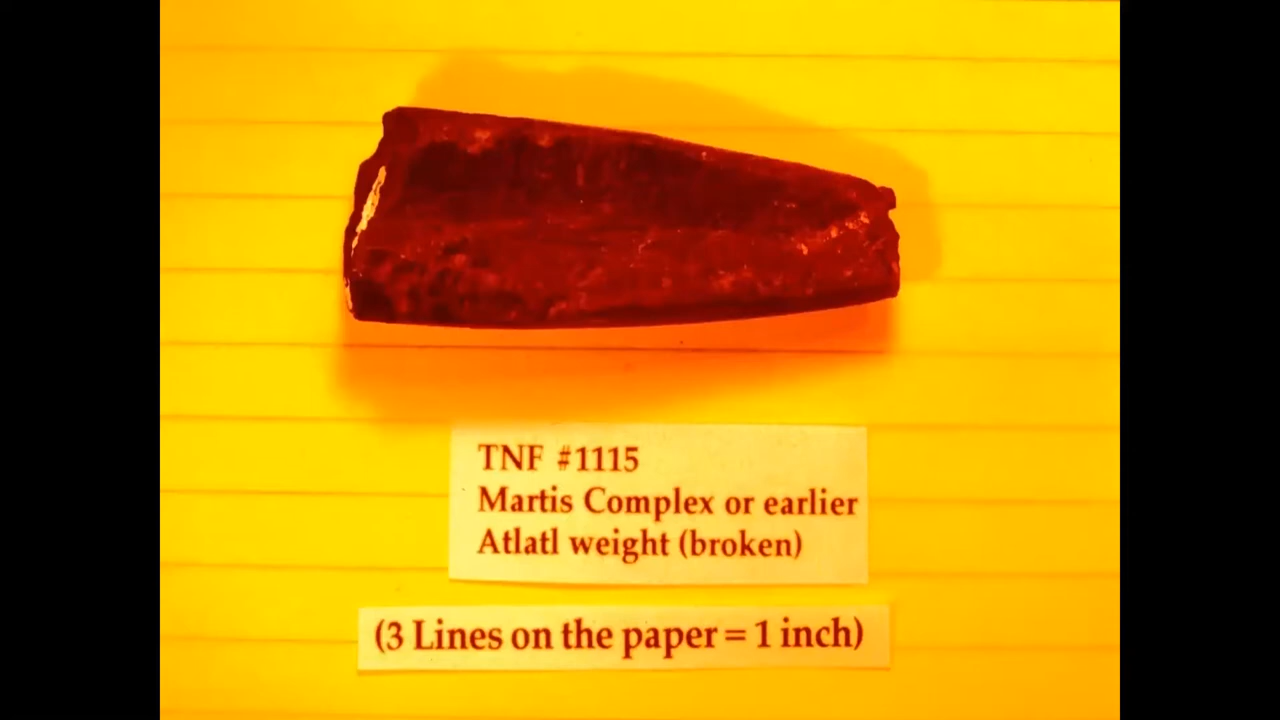 TNF #1115
Martis Complex or earlier
Atlatl weight (broken)
(3 Lines on the paper = 1 inch)